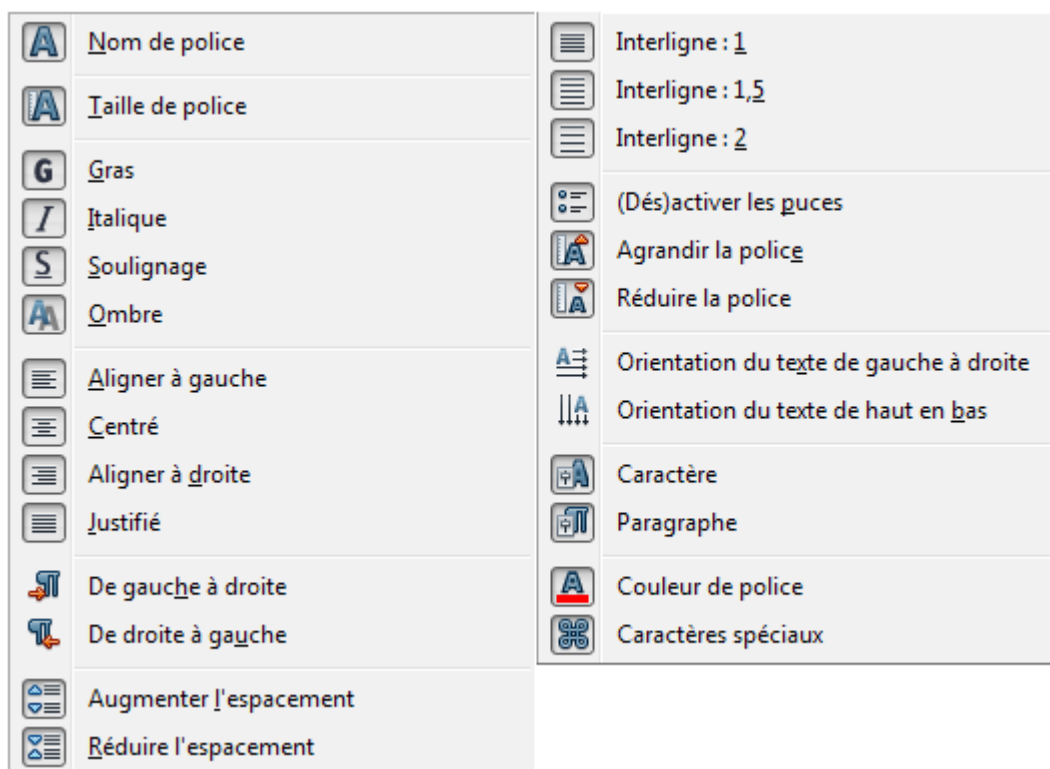 Nom de police
Taille de police
Gras
Italique
Soulignage
Ombre
Aligner à gauche
Centré
Aligner à droite
Justifié
De gauche à droite
De droite à gauche
Augmenter l'espacement
Réduire l'espacement
Interligne : 1
Interligne : 1,5
Interligne : 2
(Dés)activer les puces
Agrandir la police
Réduire la police
Orientation du texte de gauche à droite
Orientation du texte de haut en bas
Caractère
Paragraphe
Couleur de police
Caractères spéciaux